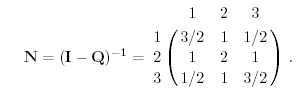 1 2 3
N = (I − Q)⁻¹ =
1 ( 3/2 1 1/2 )
2 ( 1 2 1 )
3 ( 1/2 1 3/2 ) .